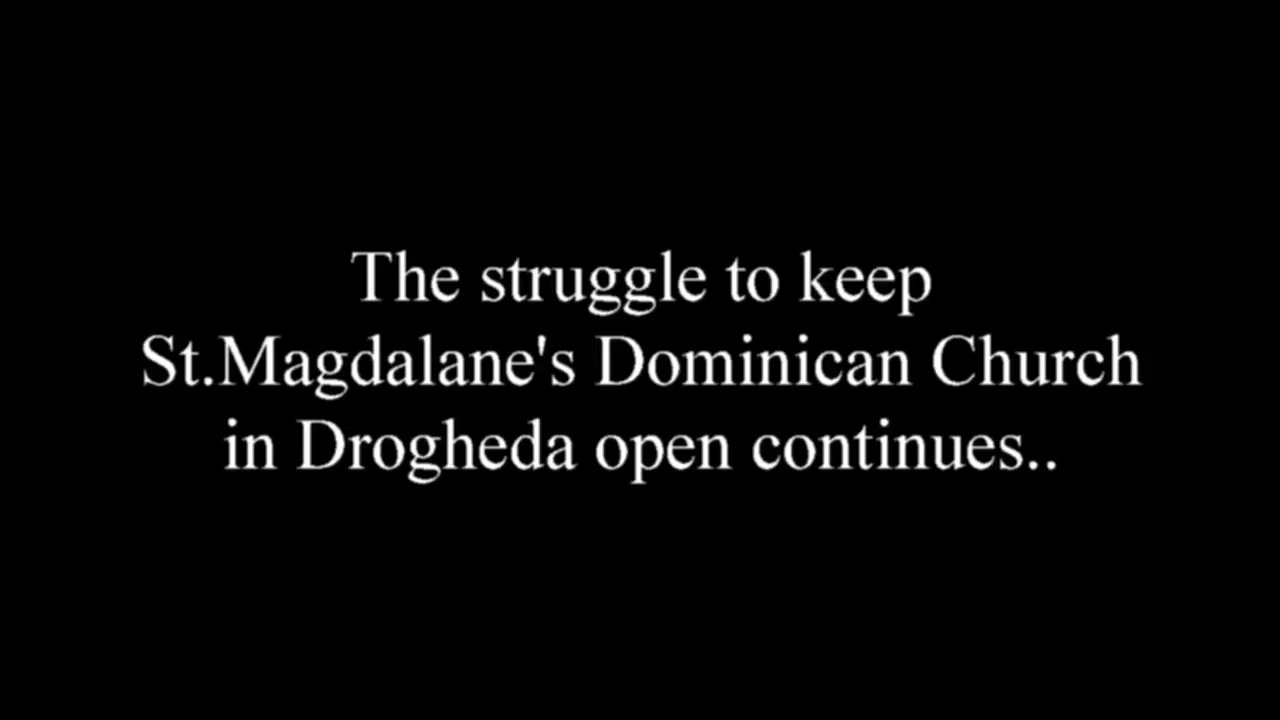 The struggle to keep
St.Magdalane's Dominican Church
in Drogheda open continues..